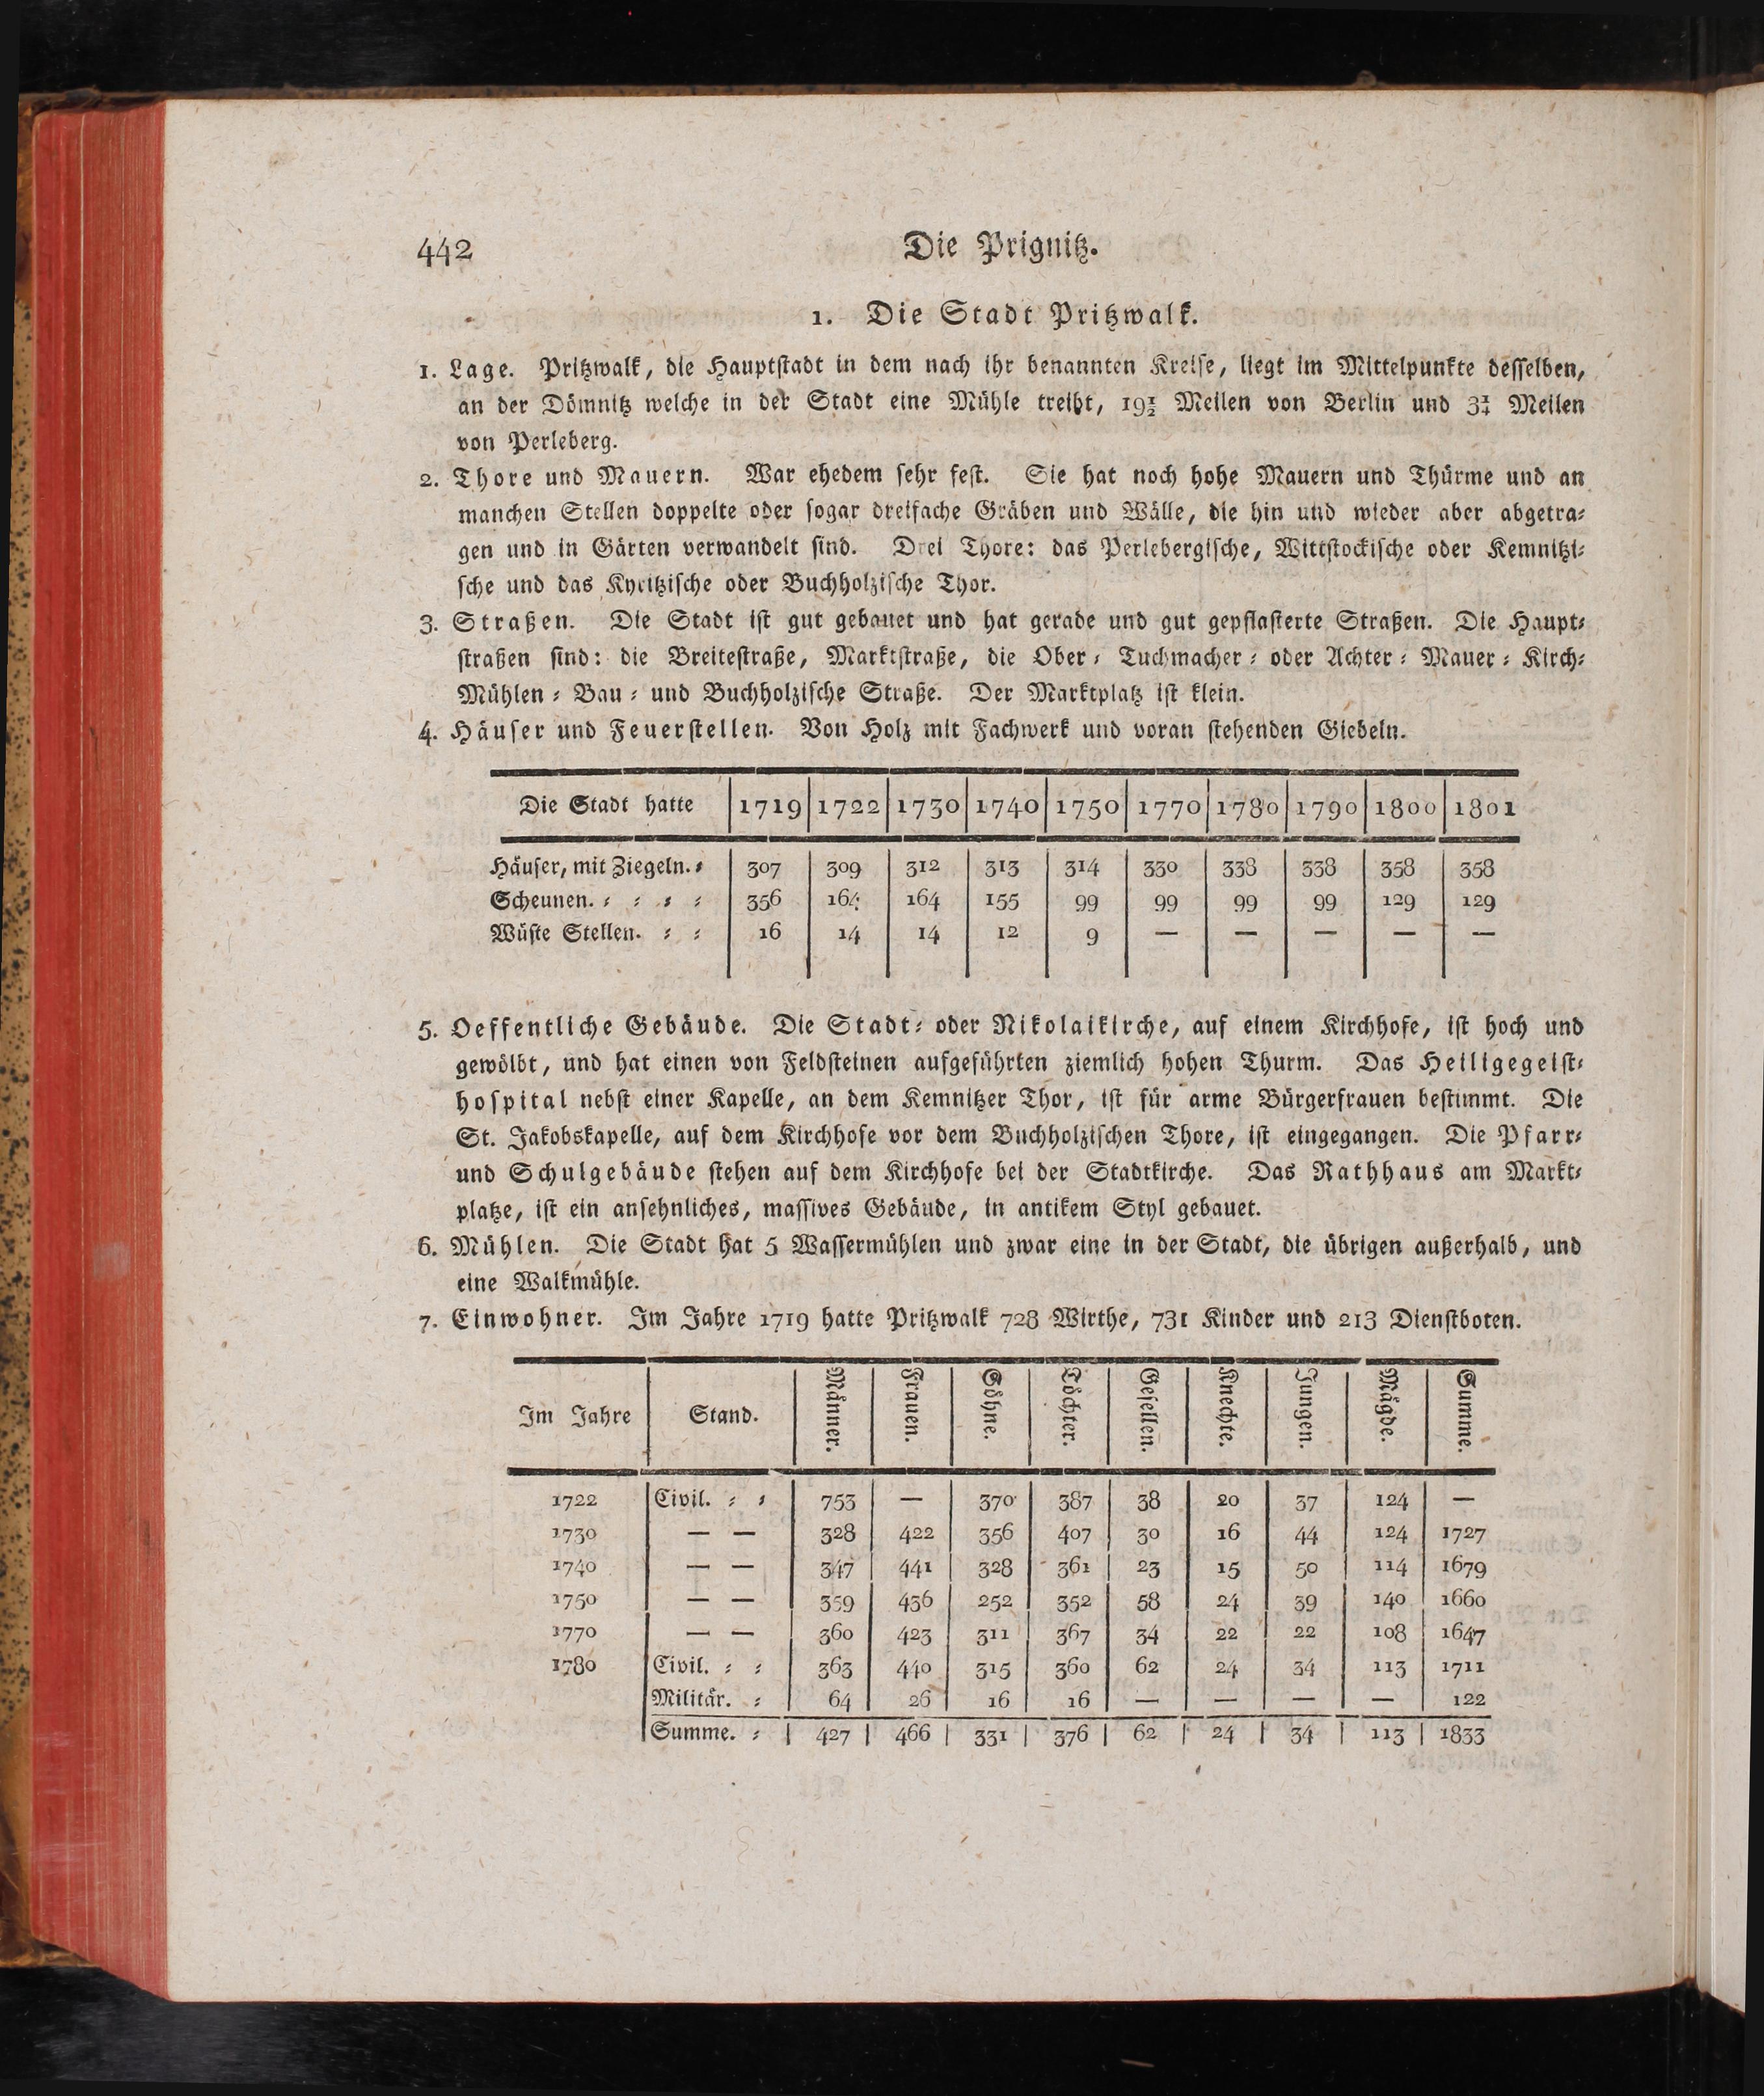 442 Die Prignitz.
1. Die Stadt Pritzwalk.
1. Lage. Pritzwalk, die Hauptstadt in dem nach ihr benannten Kreise, liegt im Mittelpunkte desselben,
an der Dömnitz welche in der Stadt eine Mühle treibt, 19½ Meilen von Berlin und 3¼ Meilen
von Perleberg.
2. Thore und Mauern. War ehedem sehr fest. Sie hat noch hohe Mauern und Thürme und an
manchen Stellen doppelte oder sogar dreifache Gräben und Wälle, die hin und wieder aber abgetra⸗
gen und in Gärten verwandelt sind. Drei Thore: das Perlebergische, Wittstockische oder Kemnitzi⸗
sche und das Kyritzische oder Buchholzische Thor.
3. Straßen. Die Stadt ist gut gebauet und hat gerade und gut gepflasterte Straßen. Die Haupt⸗
straßen sind: die Breitestraße, Marktstraße, die Ober⸗ Tuchmacher⸗ oder Achter⸗ Mauer⸗ Kirch⸗
Mühlen⸗ Bau⸗ und Buchholzische Straße. Der Marktplatz ist klein.
4. Häuser und Feuerstellen. Von Holz mit Fachwerk und voran stehenden Giebeln.
Die Stadt hatte | 1719 | 1722 | 1730 | 1740 | 1750 | 1770 | 1780 | 1790 | 1800 | 1801
Häuser, mit Ziegeln. ⸗ | 307 | 309 | 312 | 313 | 314 | 330 | 338 | 338 | 358 | 358
Scheunen. ⸗ ⸗ ⸗ ⸗ | 356 | 164 | 164 | 155 | 99 | 99 | 99 | 99 | 129 | 129
Wüste Stellen. ⸗ ⸗ | 16 | 14 | 14 | 12 | 9 | — | — | — | — | —
5. Oeffentliche Gebäude. Die Stadt⸗ oder Nikolaikirche, auf einem Kirchhofe, ist hoch und
gewölbt, und hat einen von Feldsteinen aufgeführten ziemlich hohen Thurm. Das Heiligegeist⸗
hospital nebst einer Kapelle, an dem Kemnitzer Thor, ist für arme Bürgerfrauen bestimmt. Die
St. Jakobskapelle, auf dem Kirchhofe vor dem Buchholzischen Thore, ist eingegangen. Die Pfarr⸗
und Schulgebäude stehen auf dem Kirchhofe bei der Stadtkirche. Das Rathhaus am Markt⸗
platze, ist ein ansehnliches, massives Gebäude, in antikem Styl gebauet.
6. Mühlen. Die Stadt hat 5 Wassermühlen und zwar eine in der Stadt, die übrigen außerhalb, und
eine Walkmühle.
7. Einwohner. Im Jahre 1719 hatte Pritzwalk 728 Wirthe, 731 Kinder und 213 Dienstboten.
Im Jahre | Stand. | Männer. | Frauen. | Söhne. | Töchter. | Gesellen. | Knechte. | Jungen. | Mägde. | Summe.
1722 | Civil. ⸗ ⸗ | 753 | — | 370 | 387 | 38 | 20 | 37 | 124 | —
1730 | — — | 328 | 422 | 356 | 407 | 30 | 16 | 44 | 124 | 1727
1740 | — — | 347 | 441 | 328 | 361 | 23 | 15 | 50 | 114 | 1679
1750 | — — | 359 | 436 | 252 | 352 | 58 | 24 | 39 | 140 | 1660
1770 | — — | 360 | 423 | 311 | 367 | 34 | 22 | 22 | 108 | 1647
1780 | Civil. ⸗ ⸗ | 363 | 440 | 315 | 360 | 62 | 24 | 34 | 113 | 1711
Militär. ⸗ | 64 | 26 | 16 | 16 | — | — | — | — | 122
Summe. ⸗ | 427 | 466 | 331 | 376 | 62 | 24 | 34 | 113 | 1833